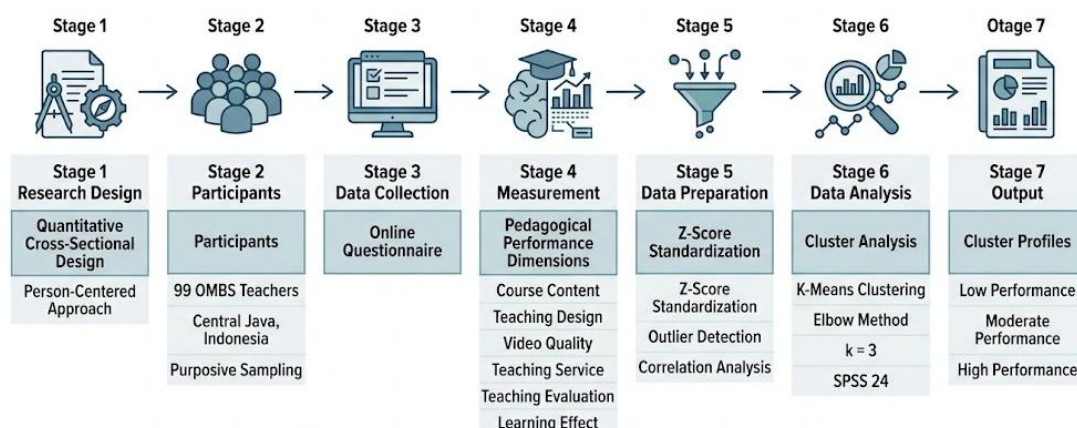 Stage 1
Stage 2
Stage 3
Stage 4
Stage 5
Stage 6
Otage 7
Stage 1
Research Design
Quantitative
Cross-Sectional
Design
Person-Centered
Approach
Stage 2
Participants
Participants
99 OMBS Teachers
Central Java,
Indonesia
Purposive Sampling
Stage 3
Data Collection
Online
Questionnaire
Stage 4
Measurement
Pedagogical
Performance
Dimensions
Course Content
Teaching Design
Video Quality
Teaching Service
Teaching Evaluation
Learning Effect
Stage 5
Data Preparation
Z-Score
Standardization
Z-Score
Standardization
Outlier Detection
Correlation Analysis
Stage 6
Data Analysis
Cluster Analysis
K-Means Clustering
Elbow Method
k = 3
SPSS 24
Stage 7
Output
Cluster Profiles
Low Performance
Moderate
Performance
High Performance